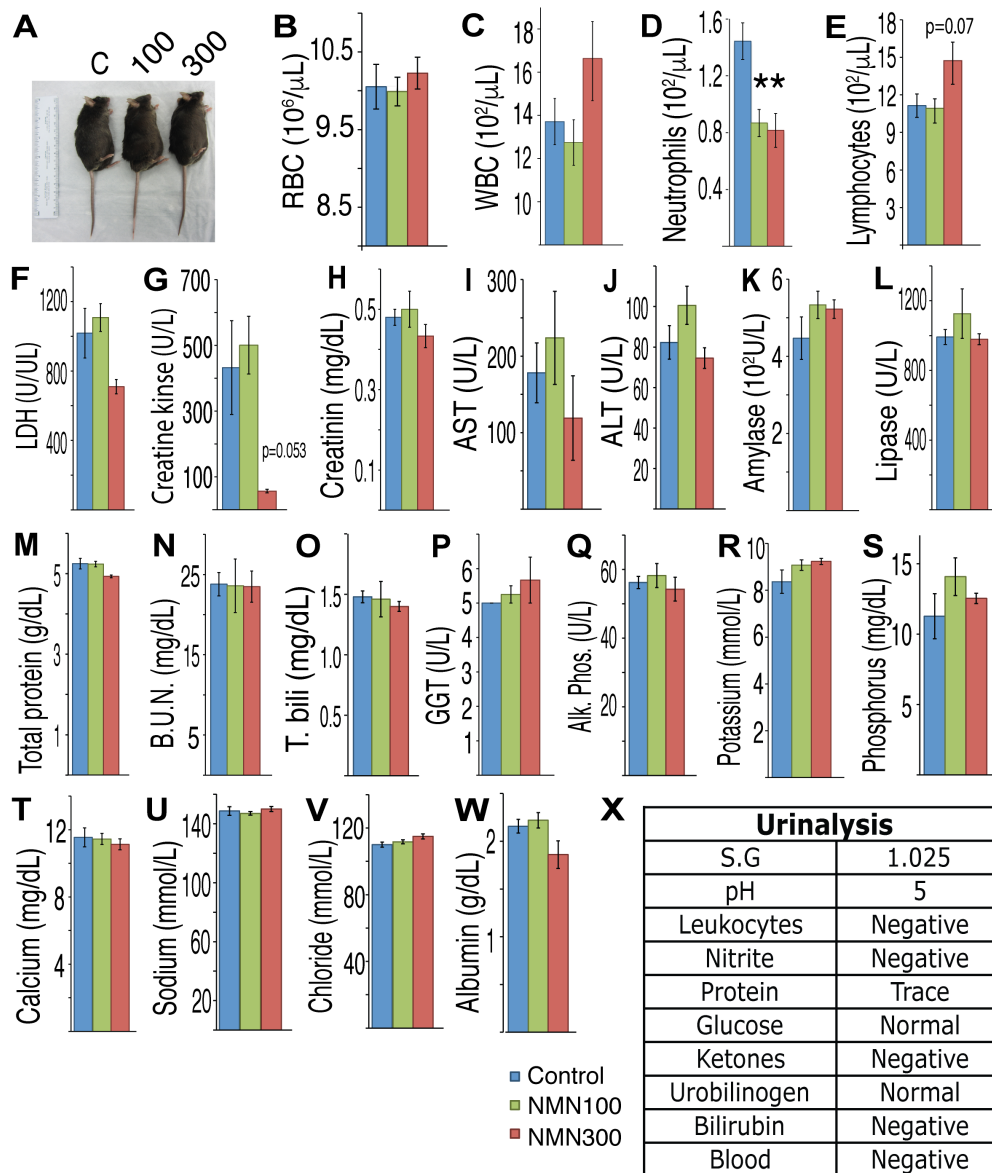 A
C 100 300
B
RBC (10⁶/µL)
10.5
9.5
8.5
C
WBC (10²/µL)
18
16
14
12
10
D
Neutrophils (10²/µL)
1.6
1.2
0.8
0.4
**
E
Lymphocytes (10²/µL)
18
15
12
9
6
3
p=0.07
F
LDH (U/UL)
1200
1000
800
600
400
G
Creatine kinse (U/L)
700
500
400
300
100
p=0.053
H
Creatinin (mg/dL)
0.5
0.3
0.1
I
AST (U/L)
300
200
100
J
ALT (U/L)
100
80
60
40
20
K
Amylase (10²U/L)
6
4
2
L
Lipase (U/L)
1200
800
400
M
Total protein (g/dL)
5
3
1
N
B.U.N. (mg/dL)
25
15
5
O
T. bili (mg/dL)
1.5
0.5
P
GGT (U/L)
6
5
4
3
2
1
Q
Alk. Phos. (U/L)
60
40
20
R
Potassium (mmol/L)
10
8
6
4
2
S
Phosphorus (mg/dL)
15
10
5
T
Calcium (mg/dL)
12
8
4
U
Sodium (mmol/L)
140
100
60
20
V
Chloride (mmol/L)
120
80
40
W
Albumin (g/dL)
2
1
X
Urinalysis
S.G 1.025
pH 5
Leukocytes Negative
Nitrite Negative
Protein Trace
Glucose Normal
Ketones Negative
Urobilinogen Normal
Bilirubin Negative
Blood Negative
Control
NMN100
NMN300